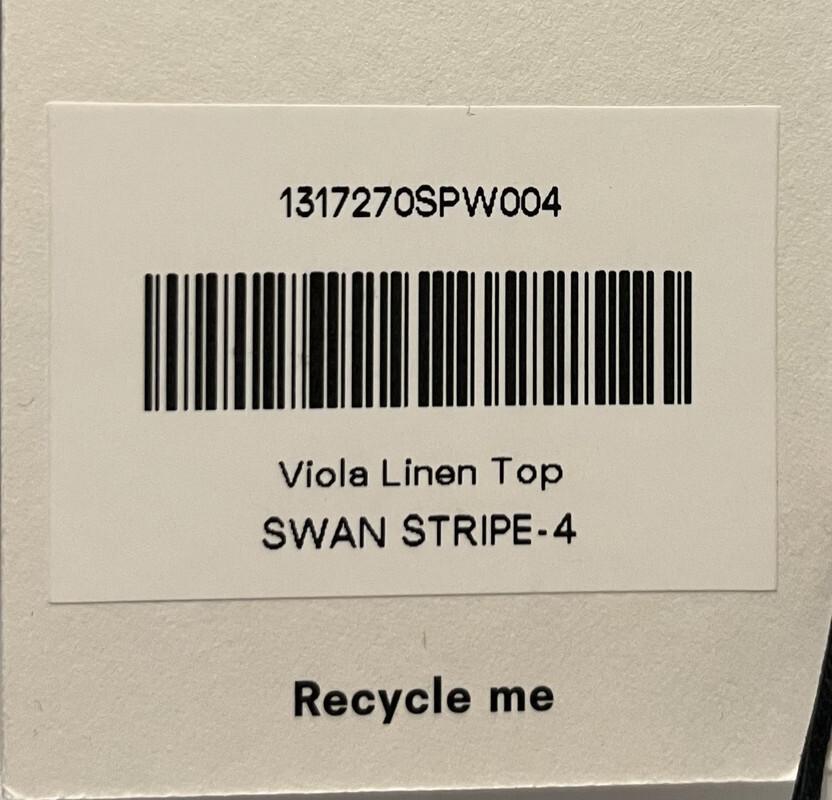 1317270SPW004
Viola Linen Top
SWAN STRIPE-4
Recycle me